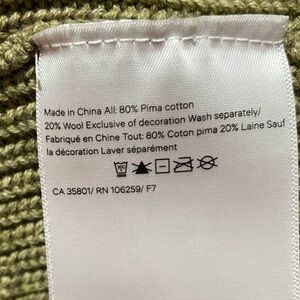 Made in China All: 80% Pima cotton
20% Wool Exclusive of decoration Wash separately/
Fabriqué en Chine Tout: 80% Coton pima 20% Laine Sauf
la décoration Laver séparément
CA 35801/ RN 106259/ F7